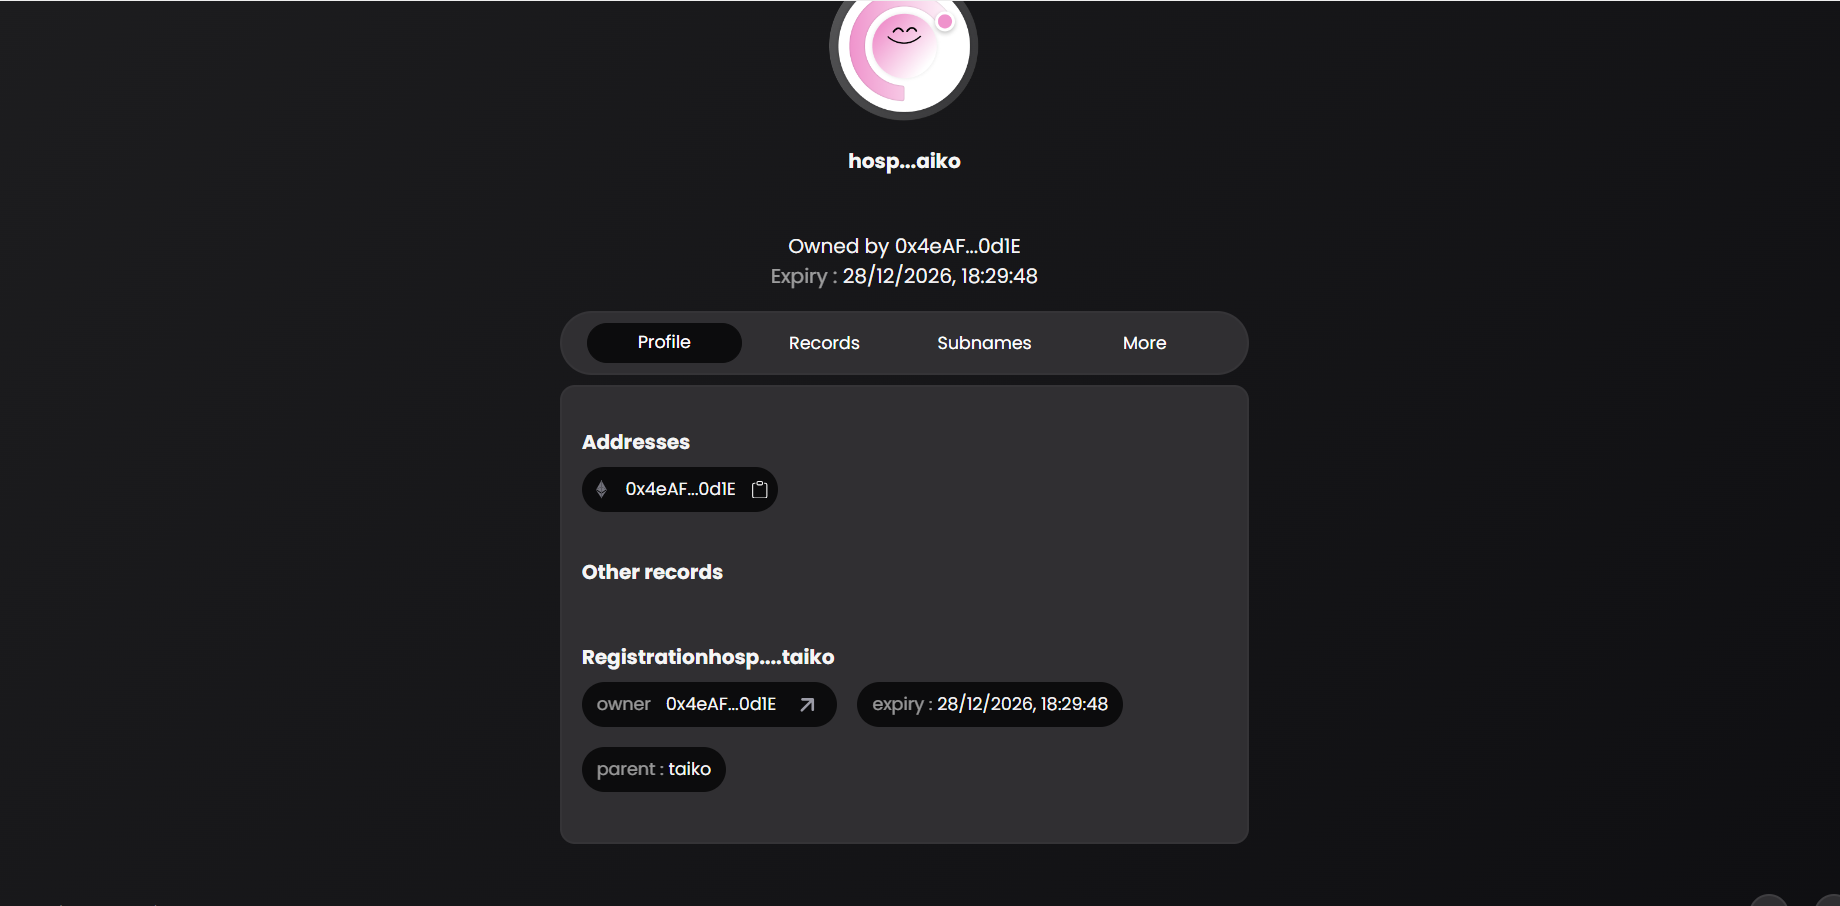 hosp...aiko
Owned by 0x4eAF...0d1E
Expiry : 28/12/2026, 18:29:48
Profile Records Subnames More
Addresses
0x4eAF...0d1E
Other records
Registrationhosp....taiko
owner 0x4eAF...0d1E expiry : 28/12/2026, 18:29:48
parent : taiko